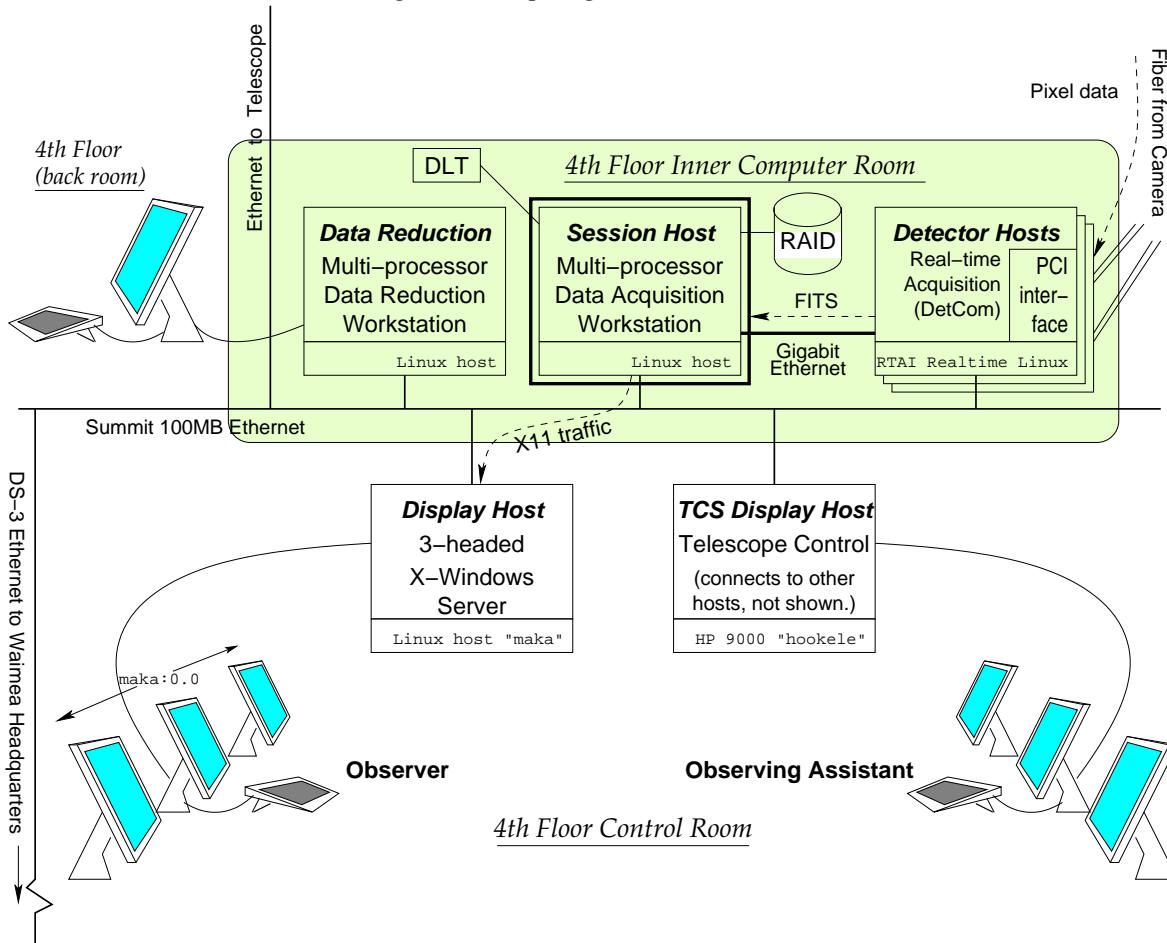 Ethernet to Telescope
Pixel data
Fiber from Camera
4th Floor
(back room)
DLT
4th Floor Inner Computer Room
Data Reduction
Multi−processor
Data Reduction
Workstation
Linux host
Session Host
Multi−processor
Data Acquisition
Workstation
Linux host
RAID
FITS
Gigabit
Ethernet
Detector Hosts
Real−time
Acquisition
(DetCom)
PCI
inter−
face
RTAI Realtime Linux
Summit 100MB Ethernet
X11 traffic
DS−3 Ethernet to Waimea Headquarters
Display Host
3−headed
X−Windows
Server
Linux host "maka"
TCS Display Host
Telescope Control
(connects to other
hosts, not shown.)
HP 9000 "hookele"
maka:0.0
Observer
Observing Assistant
4th Floor Control Room